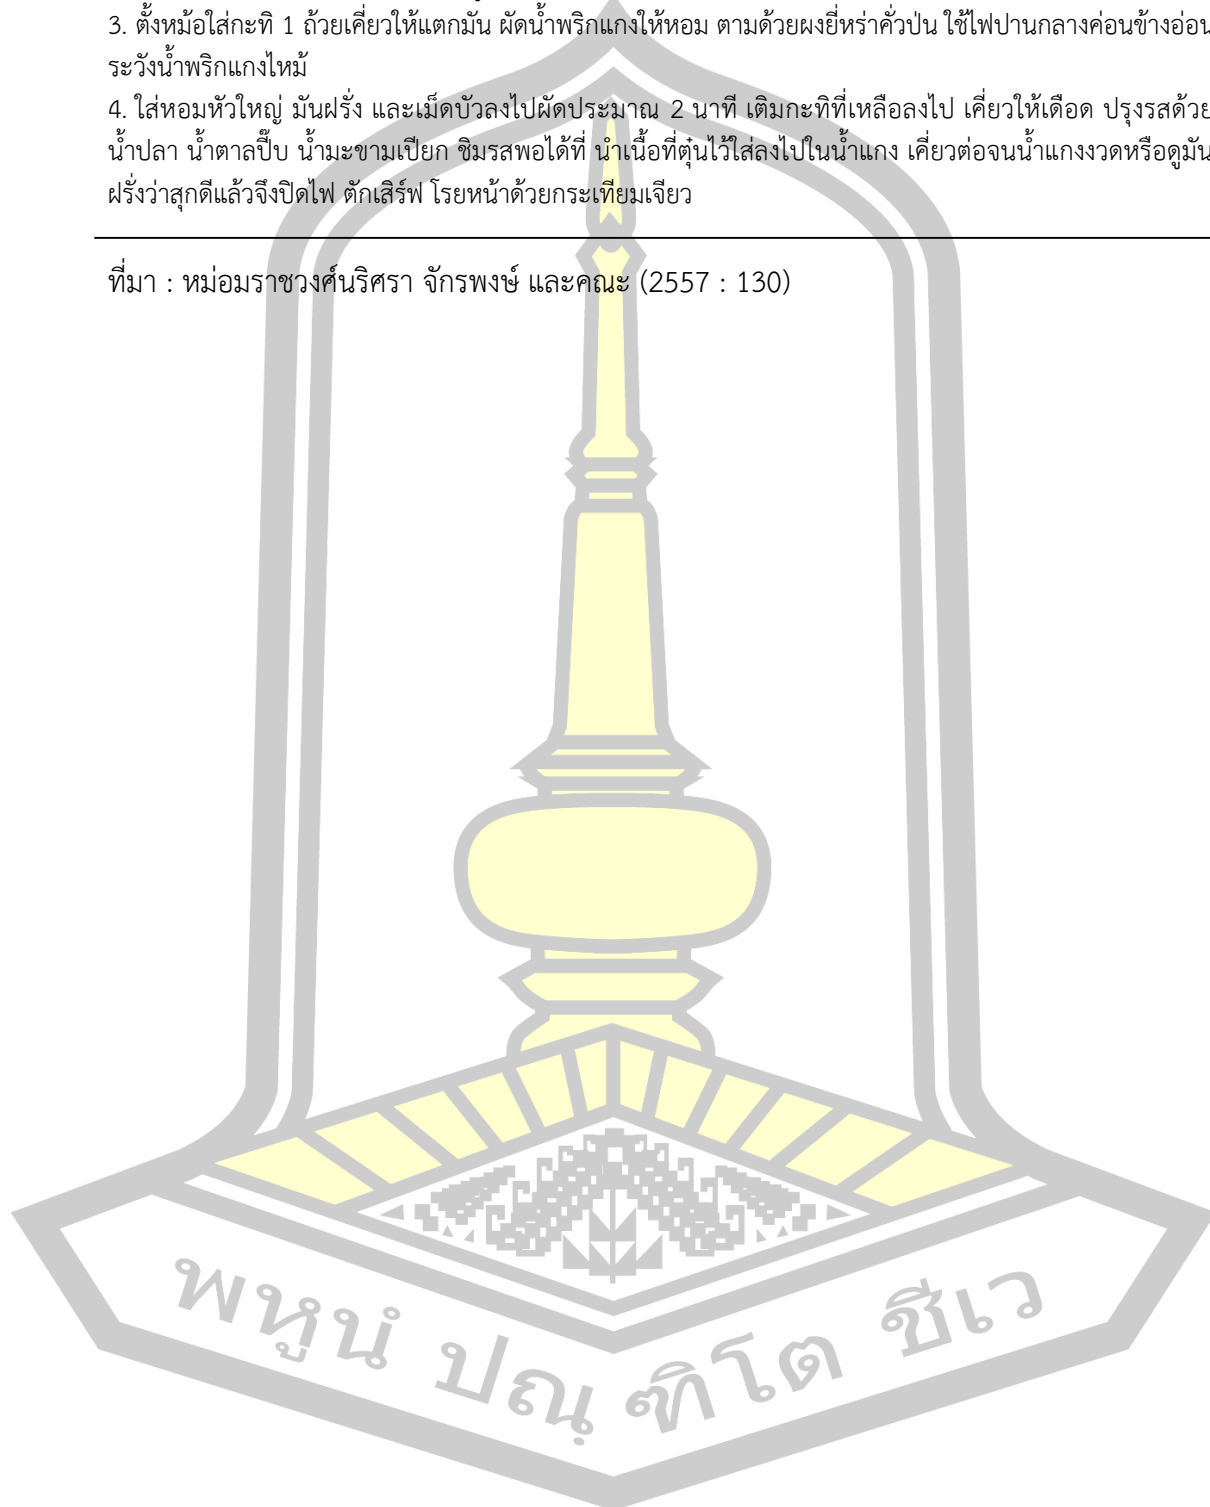 3. ตั้งหม้อใส่กะทิ 1 ถ้วยเคี่ยวให้แตกมัน ผัดน้ำพริกแกงให้หอม ตามด้วยผงยี่หร่าคั่วป่น ใช้ไฟปานกลางค่อนข้างอ่อน
ระวังน้ำพริกแกงไหม้
4. ใส่หอมหัวใหญ่ มันฝรั่ง และเม็ดบัวลงไปผัดประมาณ 2 นาที เติมกะทิที่เหลือลงไป เคี่ยวให้เดือด ปรุงรสด้วย
น้ำปลา น้ำตาลปี๊บ น้ำมะขามเปียก ชิมรสพอได้ที่ นำเนื้อที่ตุ๋นไว้ใส่ลงไปในน้ำแกง เคี่ยวต่อจนน้ำแกงงวดหรือดูมัน
ฝรั่งว่าสุกดีแล้วจึงปิดไฟ ตักเสิร์ฟ โรยหน้าด้วยกระเทียมเจียว
ที่มา : หม่อมราชวงศ์นริศรา จักรพงษ์ และคณะ (2557 : 130)
พหูนํ ปณฺฑิโต ชีเว